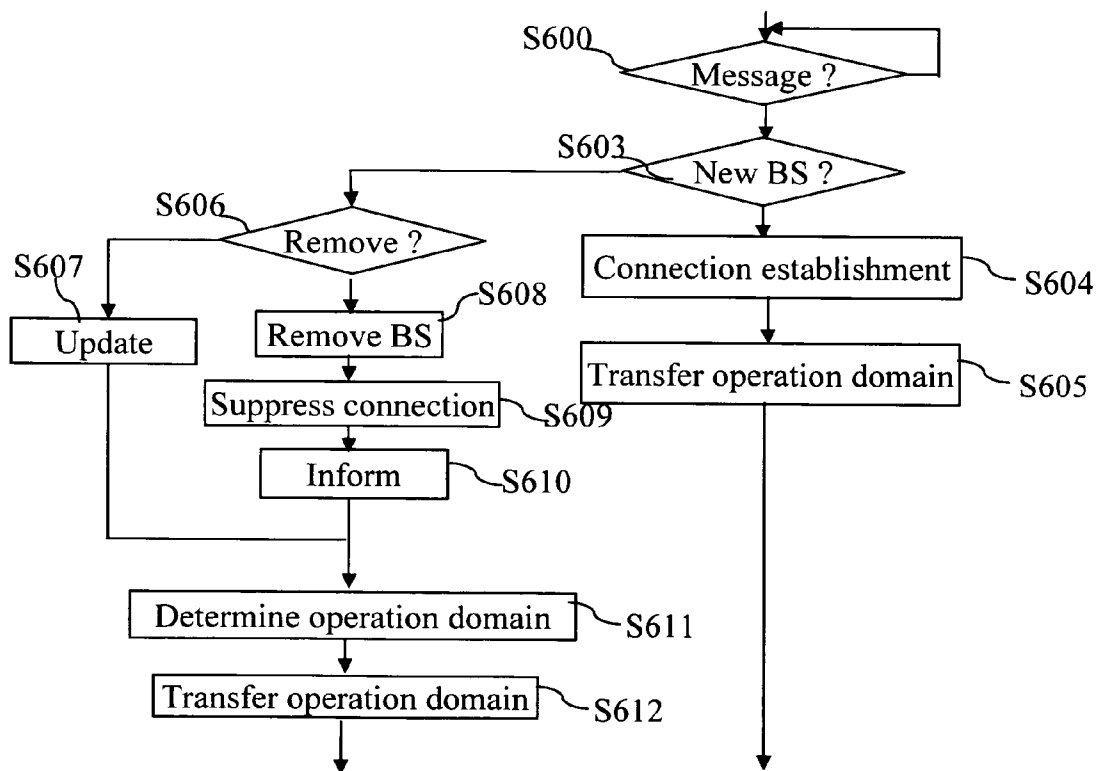 S600
Message ?
S603
New BS ?
S606
Remove ?
S607
Update
S608
Remove BS
Connection establishment
S604
Suppress connection
S609
Transfer operation domain
S605
Inform
S610
Determine operation domain
S611
Transfer operation domain
S612